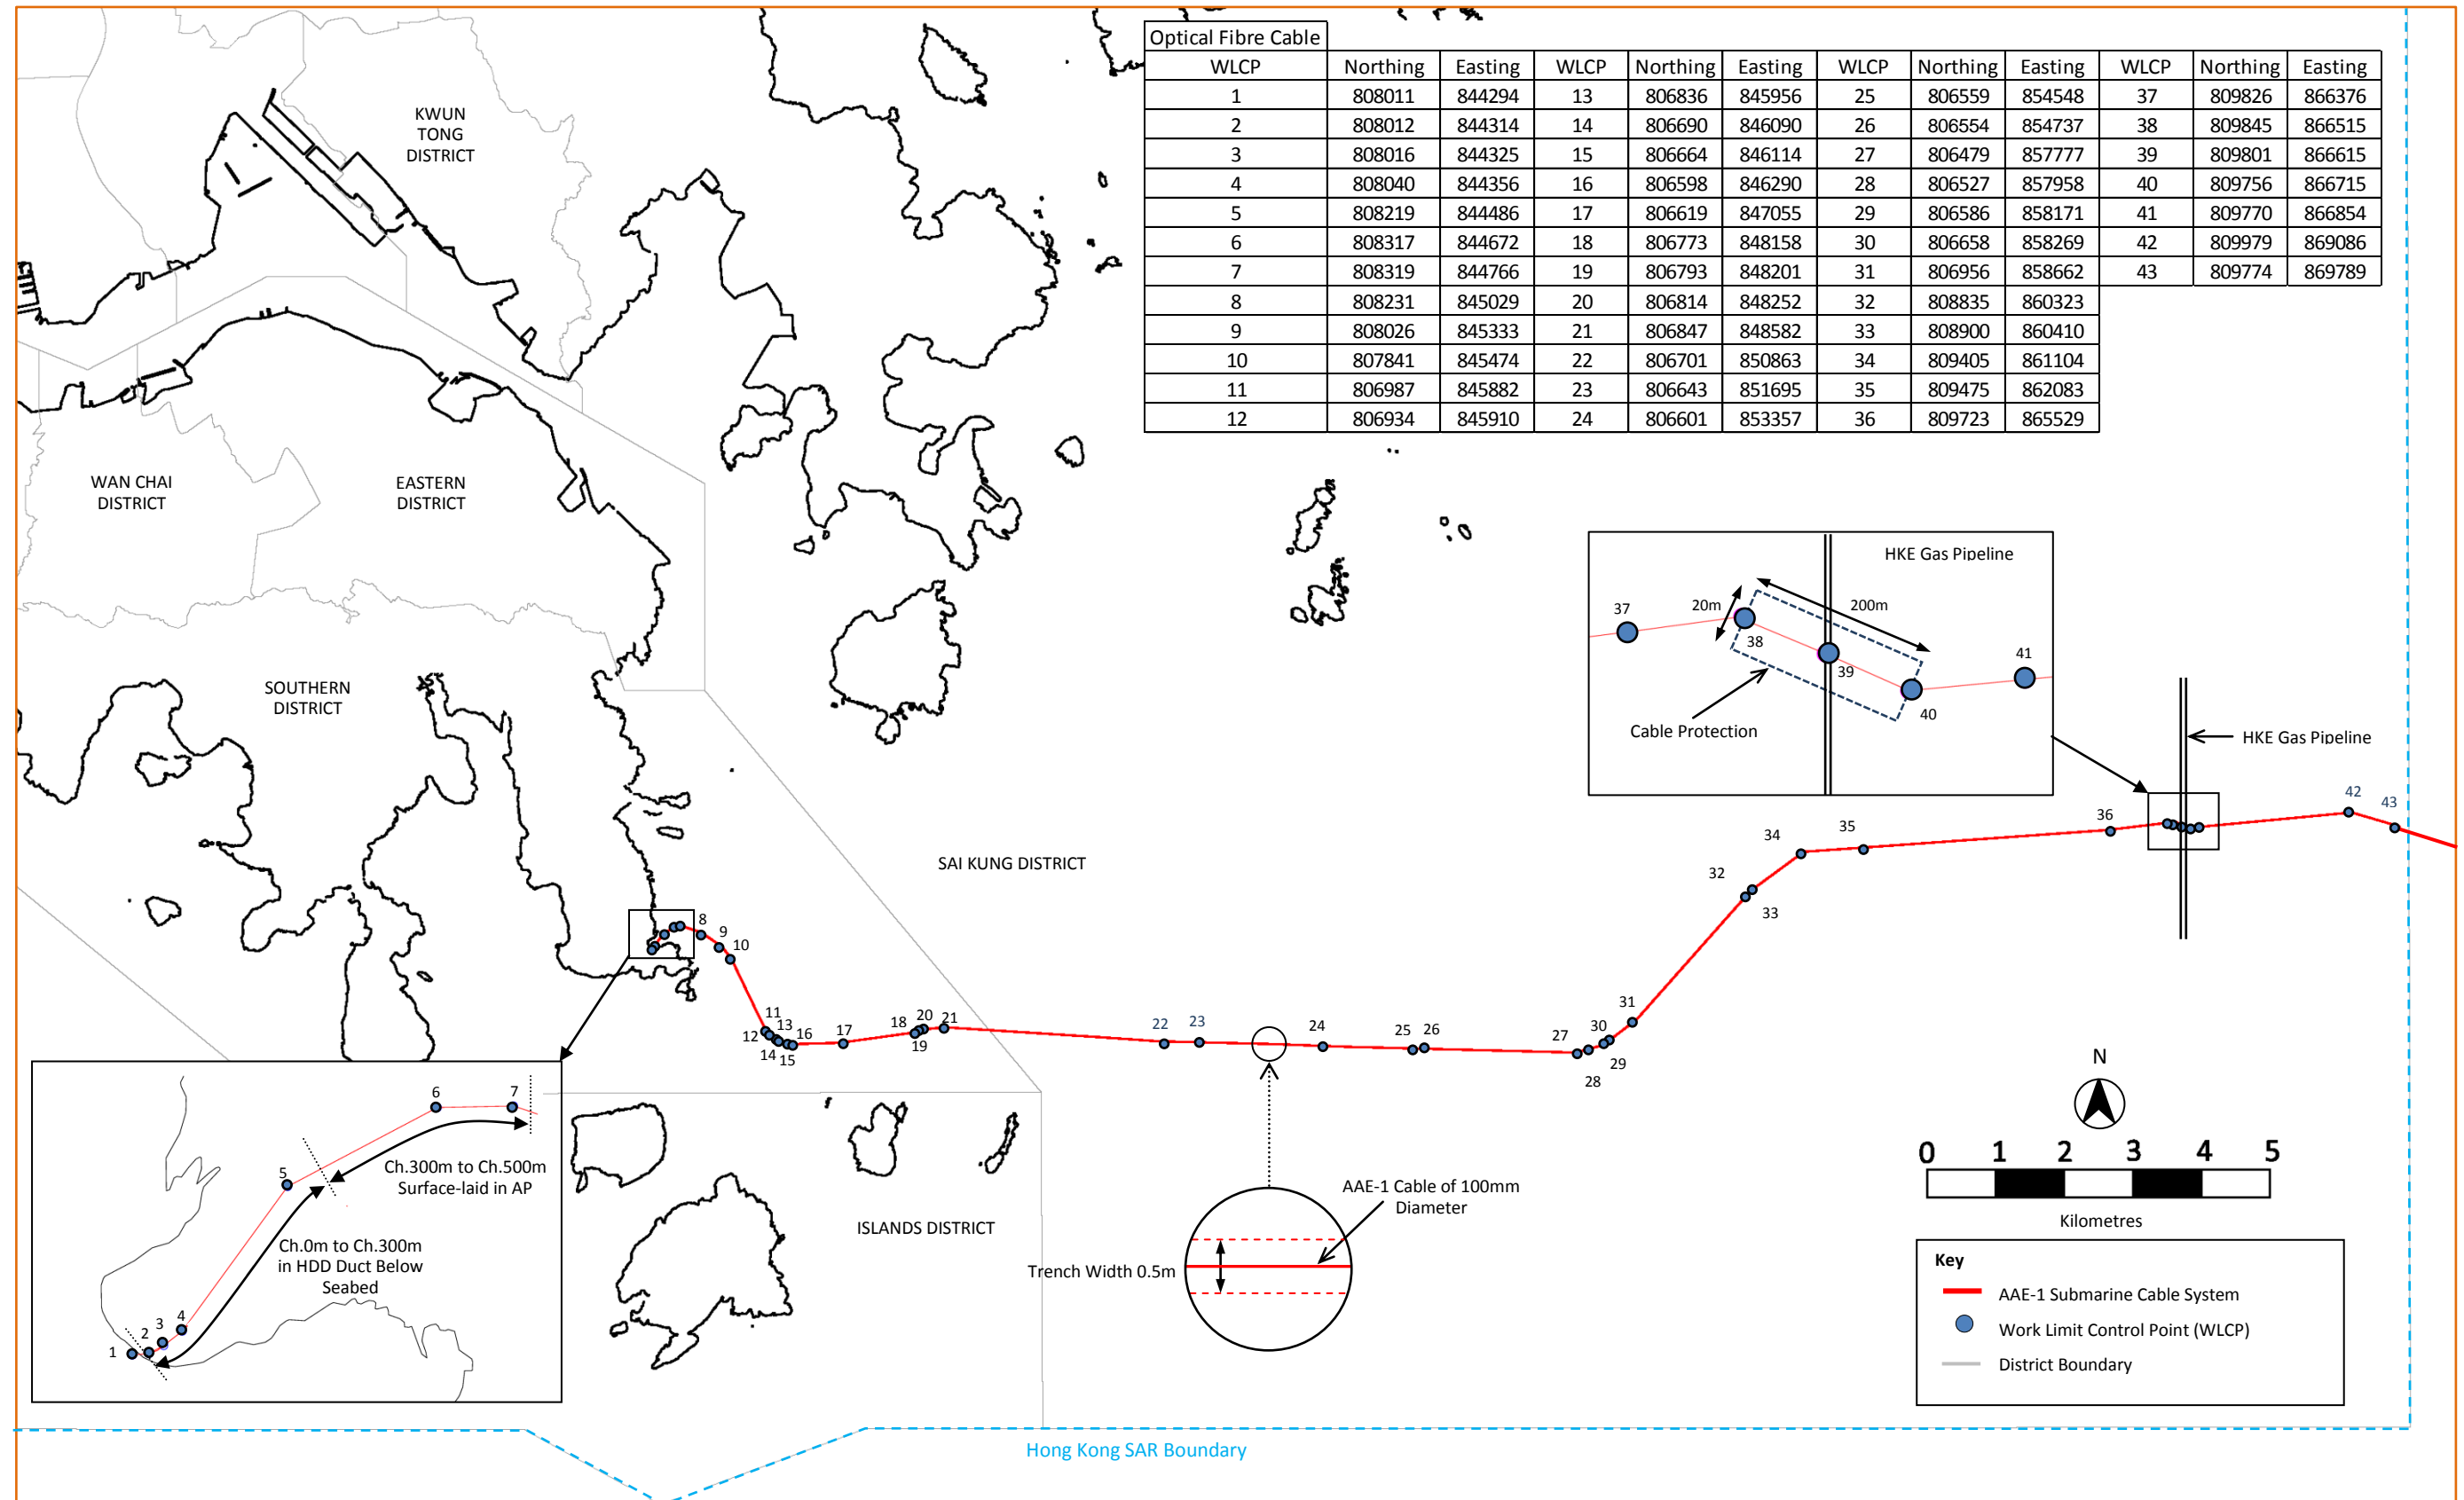 Optical Fibre Cable
WLCP Northing Easting WLCP Northing Easting WLCP Northing Easting WLCP Northing Easting
1 808011 844294 13 806836 845956 25 806559 854548 37 809826 866376
2 808012 844314 14 806690 846090 26 806554 854737 38 809845 866515
3 808016 844325 15 806664 846114 27 806479 857777 39 809801 866615
4 808040 844356 16 806598 846290 28 806527 857958 40 809756 866715
5 808219 844486 17 806619 847055 29 806586 858171 41 809770 866854
6 808317 844672 18 806773 848158 30 806658 858269 42 809979 869086
7 808319 844766 19 806793 848201 31 806956 858662 43 809774 869789
8 808231 845029 20 806814 848252 32 808835 860323
9 808026 845333 21 806847 848582 33 808900 860410
10 807841 845474 22 806701 850863 34 809405 861104
11 806987 845882 23 806643 851695 35 809475 862083
12 806934 845910 24 806601 853357 36 809723 865529
KWUN
TONG
DISTRICT
WAN CHAI
DISTRICT
EASTERN
DISTRICT
SOUTHERN
DISTRICT
SAI KUNG DISTRICT
ISLANDS DISTRICT
HKE Gas Pipeline
20m
200m
37
38
39
40
41
Cable Protection
HKE Gas Pipeline
8
9
10
11
12
13
14
15
16
17
18
19
20
21
22
23
24
25
26
27
28
29
30
31
32
33
34
35
36
42
43
1
2
3
4
5
6
7
Ch.300m to Ch.500m
Surface-laid in AP
Ch.0m to Ch.300m
in HDD Duct Below
Seabed
AAE-1 Cable of 100mm
Diameter
Trench Width 0.5m
N
0 1 2 3 4 5
Kilometres
Key
AAE-1 Submarine Cable System
Work Limit Control Point (WLCP)
District Boundary
Hong Kong SAR Boundary